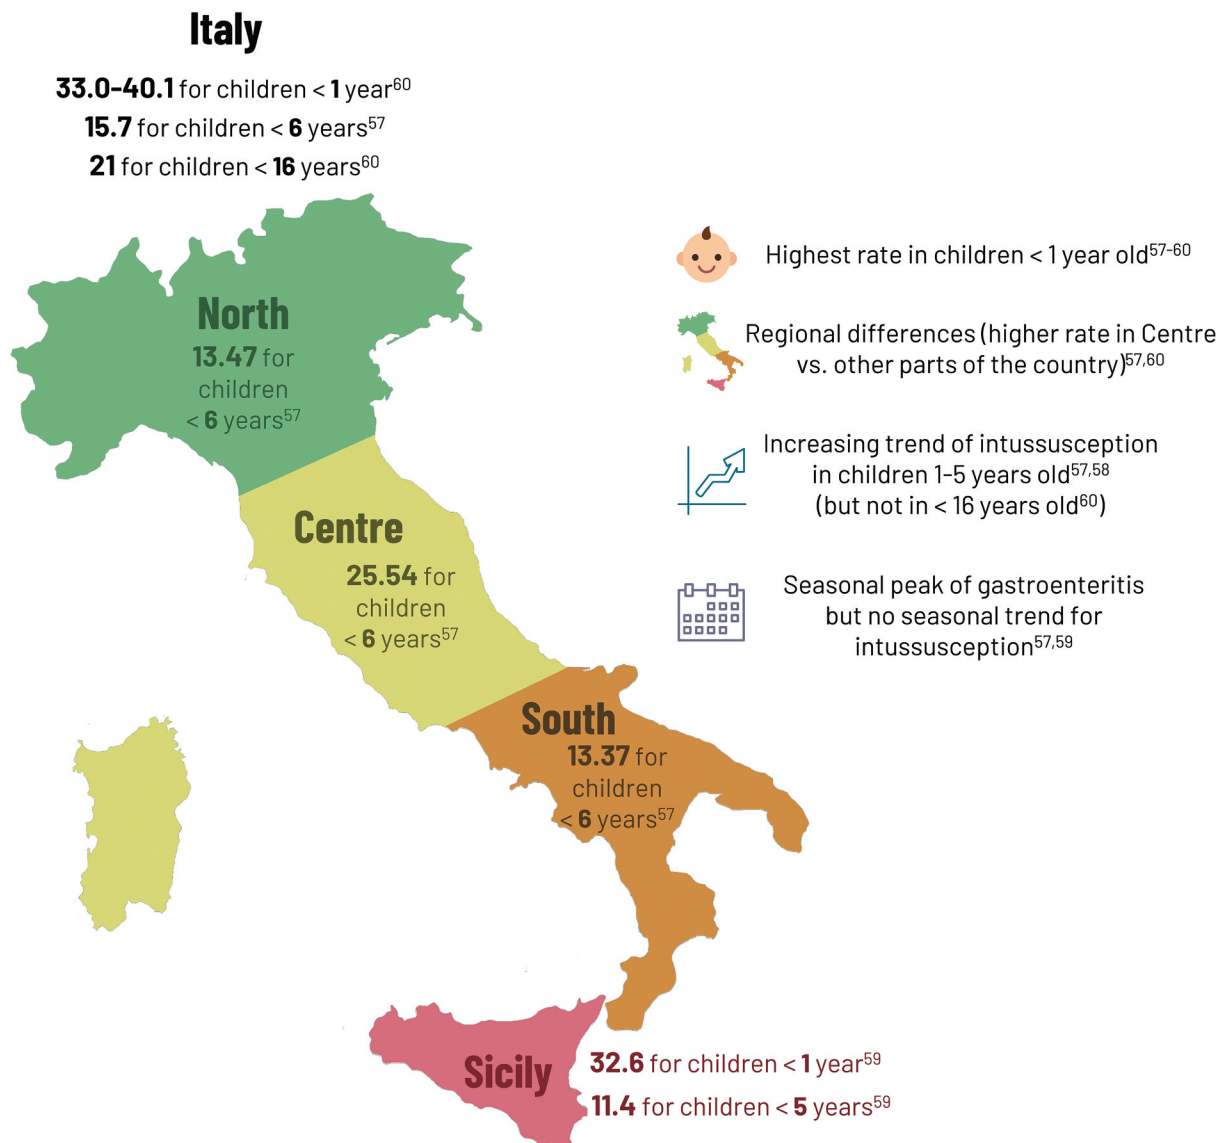 Italy
33.0-40.1 for children < 1 year60
15.7 for children < 6 years57
21 for children < 16 years60
North
13.47 for
children
< 6 years57
Centre
25.54 for
children
< 6 years57
South
13.37 for
children
< 6 years57
Sicily
32.6 for children < 1 year59
11.4 for children < 5 years59
Highest rate in children < 1 year old57-60
Regional differences (higher rate in Centre
vs. other parts of the country)57,60
Increasing trend of intussusception
in children 1-5 years old57,58
(but not in < 16 years old60)
Seasonal peak of gastroenteritis
but no seasonal trend for
intussusception57,59